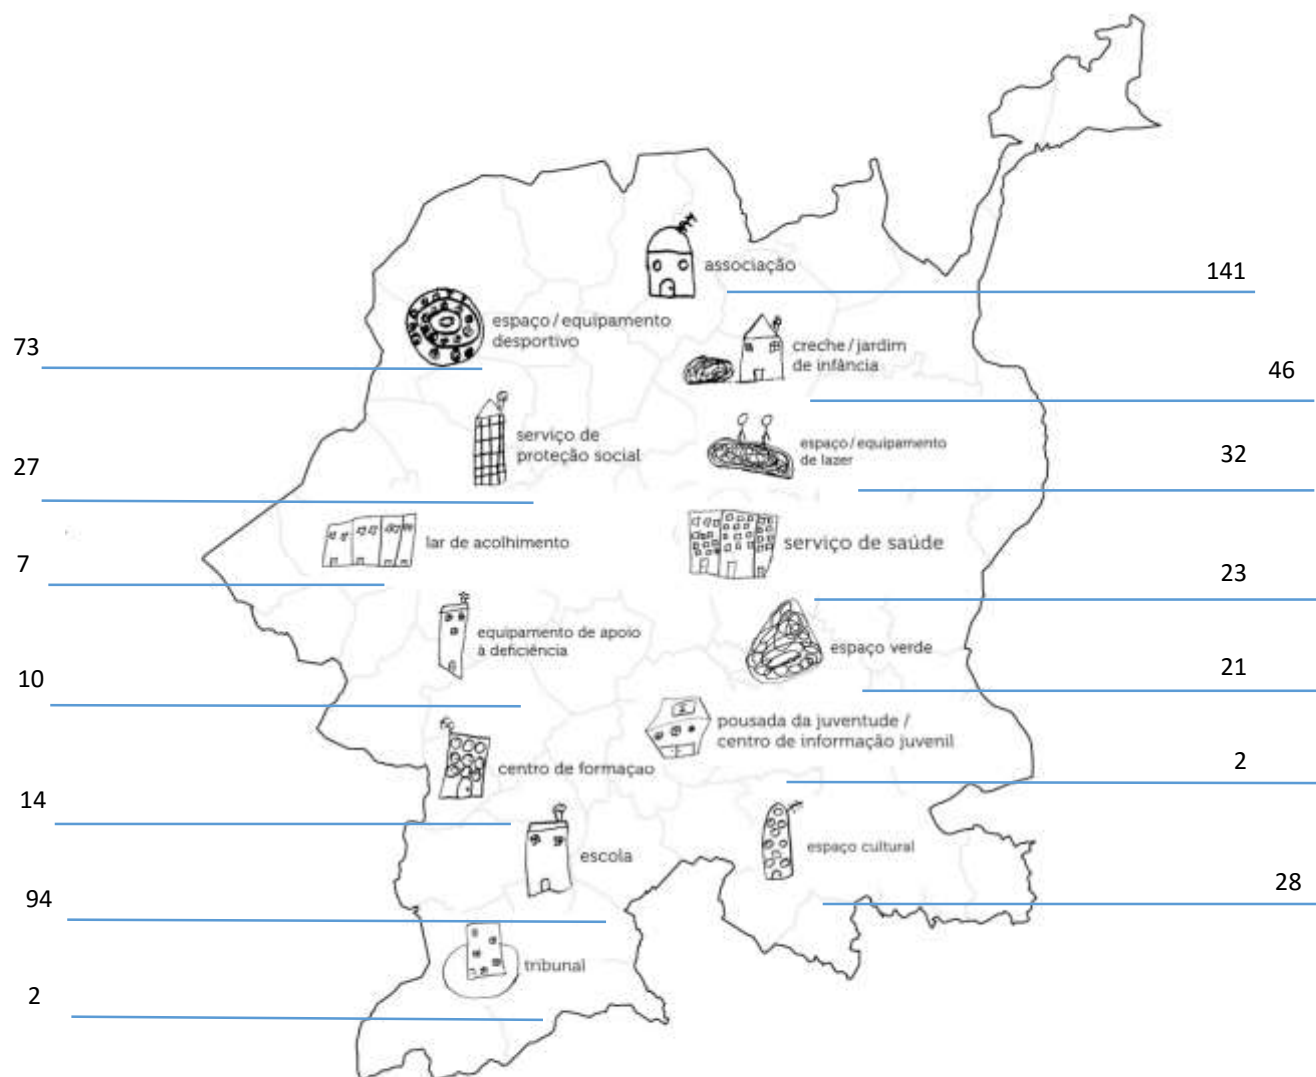 associação
141
espaço / equipamento
desportivo
73
creche / jardim
de infância
46
serviço de
proteção social
27
espaço / equipamento
de lazer
32
lar de acolhimento
7
serviço de saúde
23
equipamento de apoio
à deficiência
10
espaço verde
21
pousada da juventude /
centro de informação juvenil
2
centro de formaçao
14
espaço cultural
28
escola
94
tribunal
2